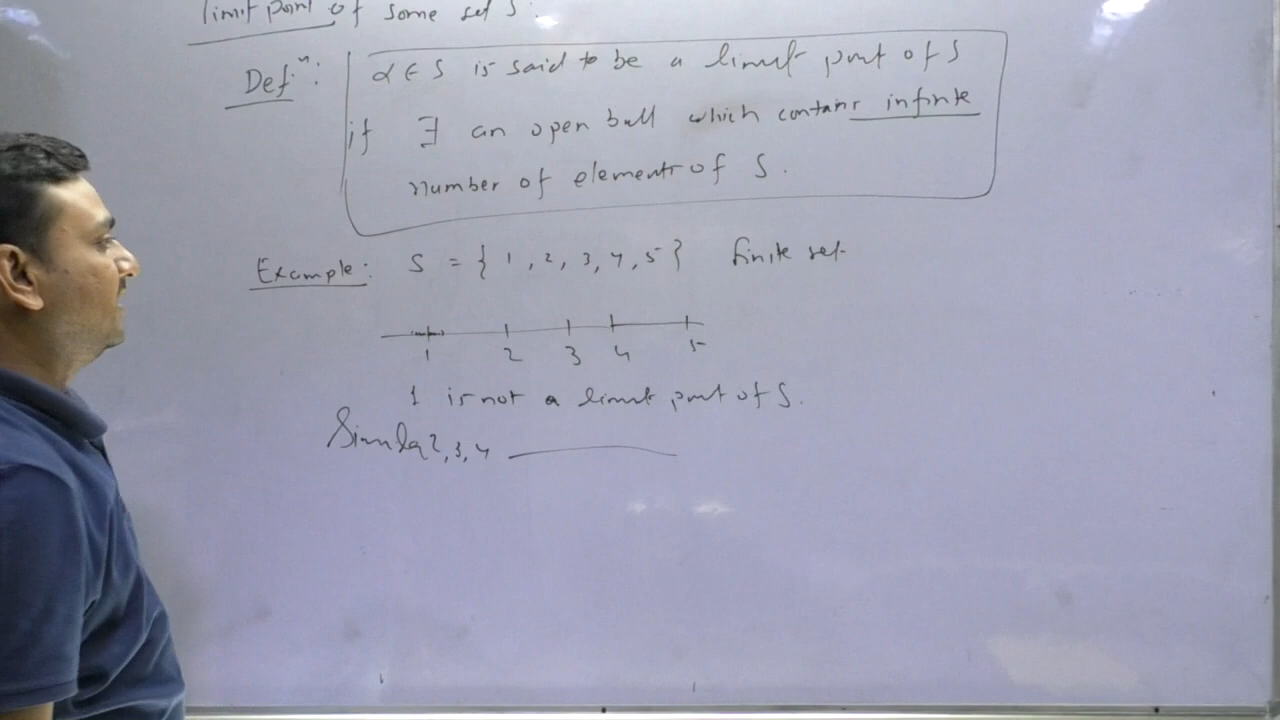 limit point of some set S.
Defⁿ: α ∈ S is said to be a limit point of S
if ∃ an open ball which contains infinite
number of elements of S.
Example: S = { 1, 2, 3, 4, 5 } finite set
1 2 3 4 5
1 is not a limit point of S.
Similar 2, 3, 4